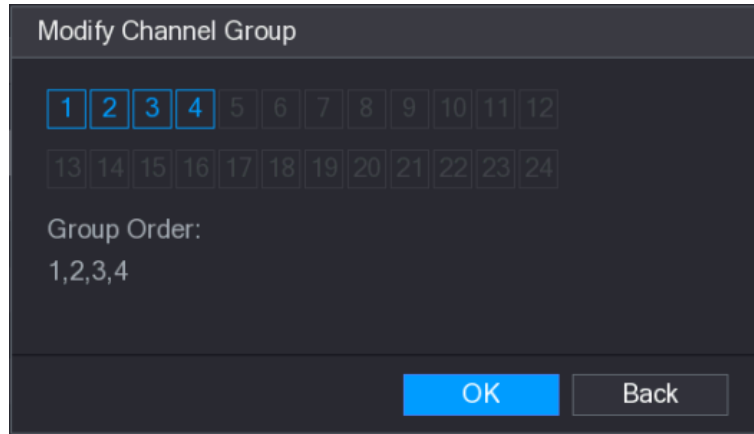 Modify Channel Group
1 2 3 4 5 6 7 8 9 10 11 12
13 14 15 16 17 18 19 20 21 22 23 24
Group Order:
1,2,3,4
OK Back